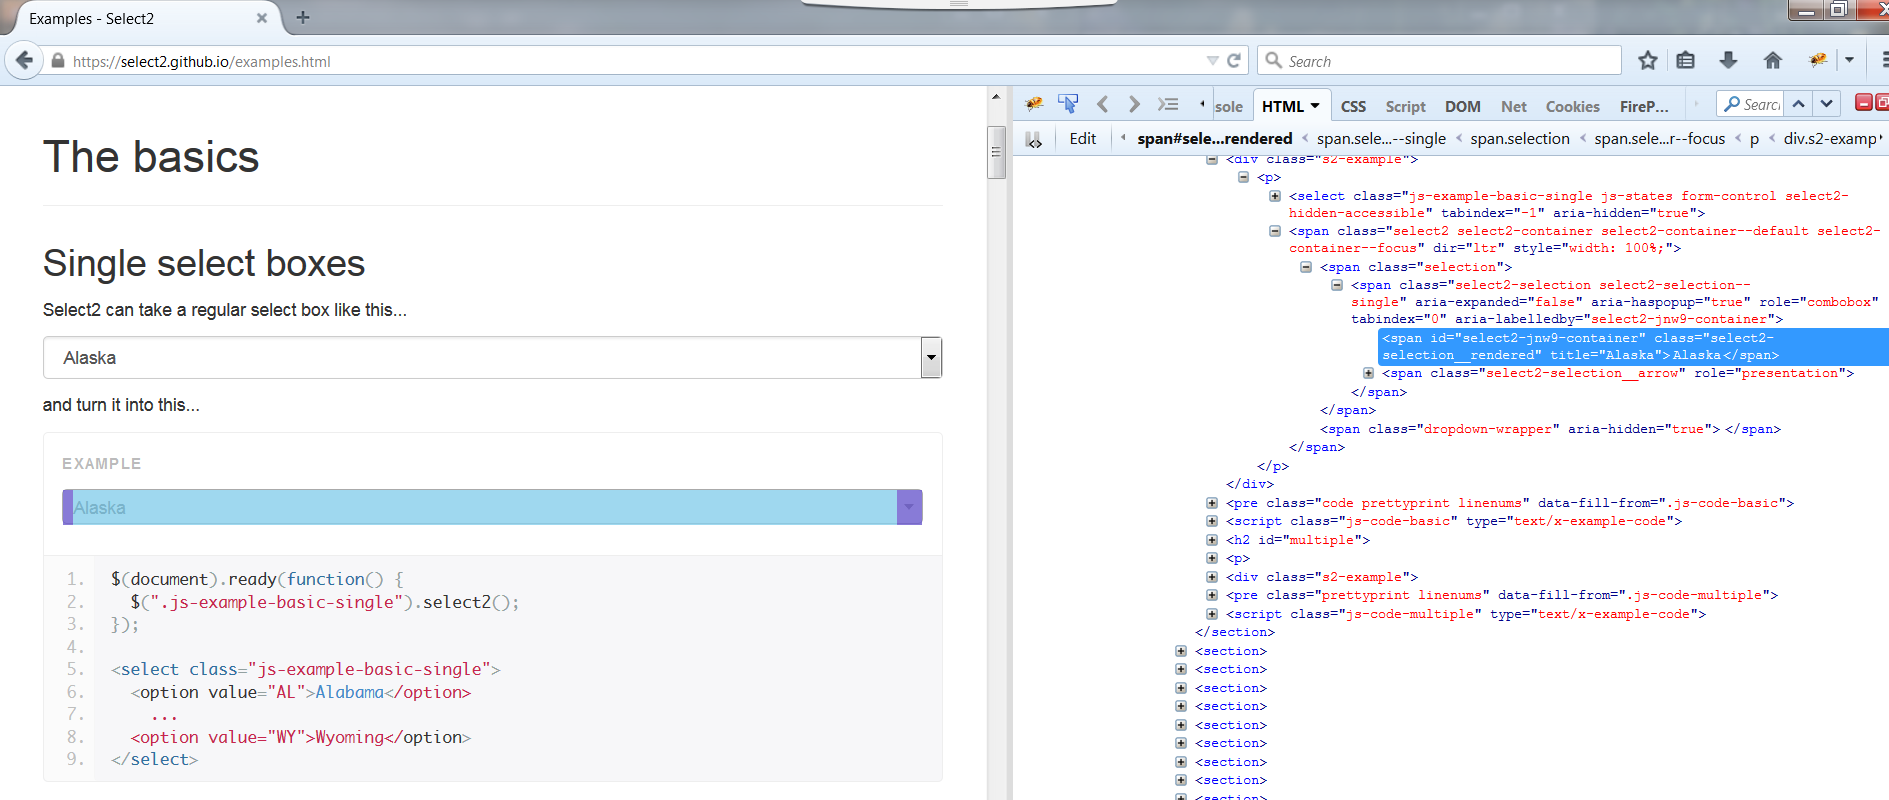 Examples - Select2
https://select2.github.io/examples.html
Search
The basics
Single select boxes
Select2 can take a regular select box like this...
Alaska
and turn it into this...
EXAMPLE
Alaska
1. $(document).ready(function() {
2. $(".js-example-basic-single").select2();
3. });
4.
5. <select class="js-example-basic-single">
6. <option value="AL">Alabama</option>
7. ...
8. <option value="WY">Wyoming</option>
9. </select>
sole HTML CSS Script DOM Net Cookies FireP... Searc
Edit span#sele...rendered < span.sele...--single < span.selection < span.sele...r--focus < p < div.s2-examp
<div class="s2-example">
<p>
<select class="js-example-basic-single js-states form-control select2-
hidden-accessible" tabindex="-1" aria-hidden="true">
<span class="select2 select2-container select2-container--default select2-
container--focus" dir="ltr" style="width: 100%;">
<span class="selection">
<span class="select2-selection select2-selection--
single" aria-expanded="false" aria-haspopup="true" role="combobox"
tabindex="0" aria-labelledby="select2-jnw9-container">
<span id="select2-jnw9-container" class="select2-
selection__rendered" title="Alaska">Alaska</span>
<span class="select2-selection__arrow" role="presentation">
</span>
</span>
<span class="dropdown-wrapper" aria-hidden="true"> </span>
</span>
</p>
</div>
<pre class="code prettyprint linenums" data-fill-from=".js-code-basic">
<script class="js-code-basic" type="text/x-example-code">
<h2 id="multiple">
<p>
<div class="s2-example">
<pre class="prettyprint linenums" data-fill-from=".js-code-multiple">
<script class="js-code-multiple" type="text/x-example-code">
</section>
<section>
<section>
<section>
<section>
<section>
<section>
<section>
<section>
<section>